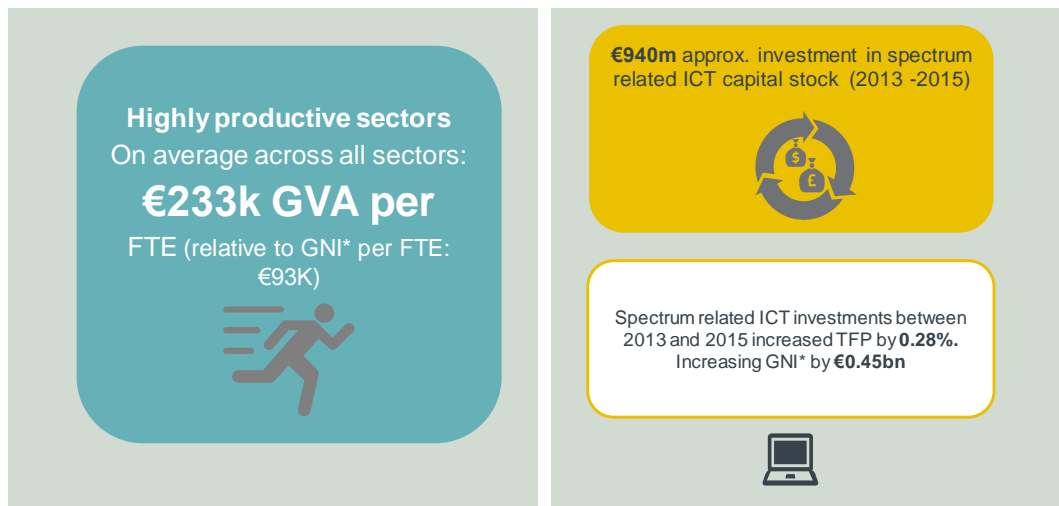 Highly productive sectors
On average across all sectors:
€233k GVA per
FTE (relative to GNI* per FTE:
€93K)
€940m approx. investment in spectrum
related ICT capital stock (2013 -2015)
$
£
Spectrum related ICT investments between
2013 and 2015 increased TFP by 0.28%.
Increasing GNI* by €0.45bn